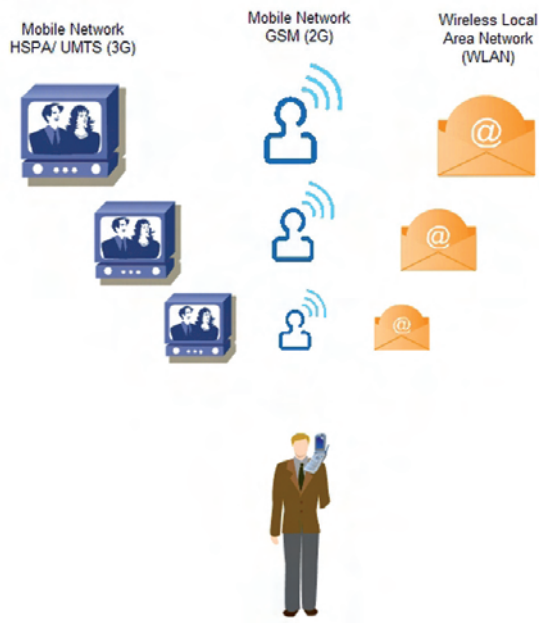 Mobile Network
HSPA/ UMTS (3G)
Mobile Network
GSM (2G)
Wireless Local
Area Network
(WLAN)
@
@
@